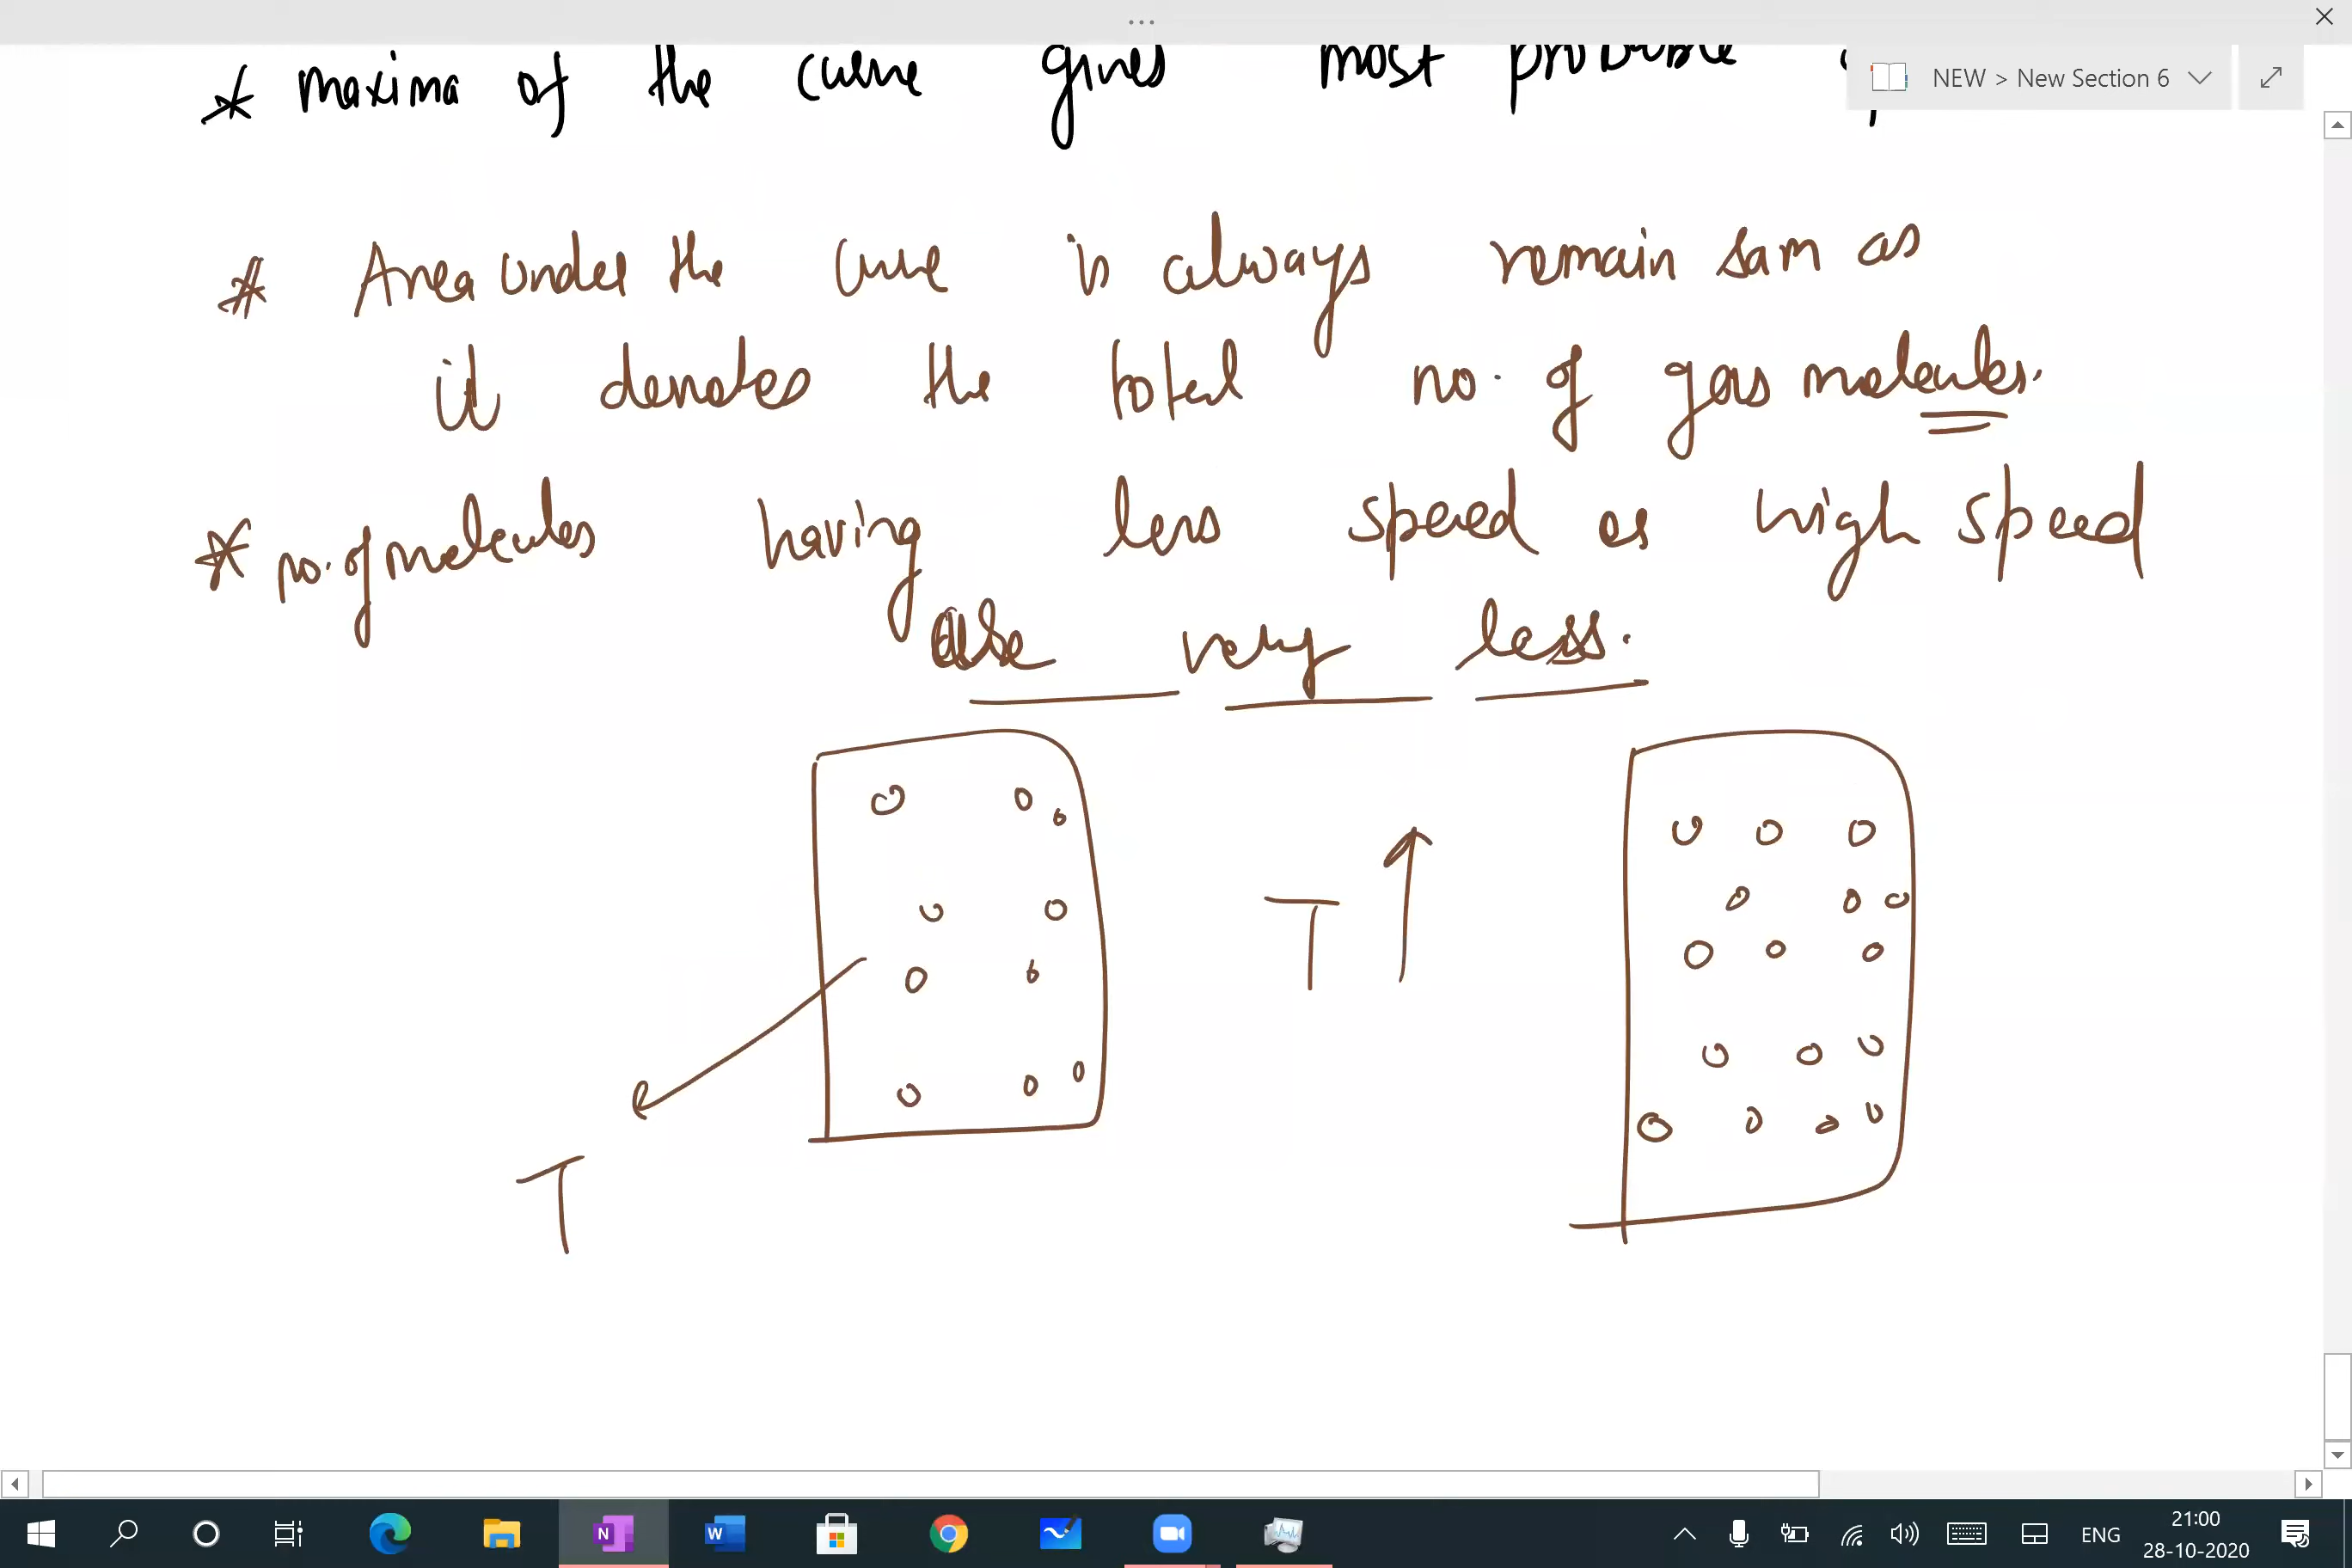 * maxima of the curve gives most probable
NEW > New Section 6
* Area under the curve is always remain sam as
it denotes the total no. of gas molecules.
* no. of molecules having less speed or high speed
are very less.
T ↑
T
ENG
21:00
28-10-2020